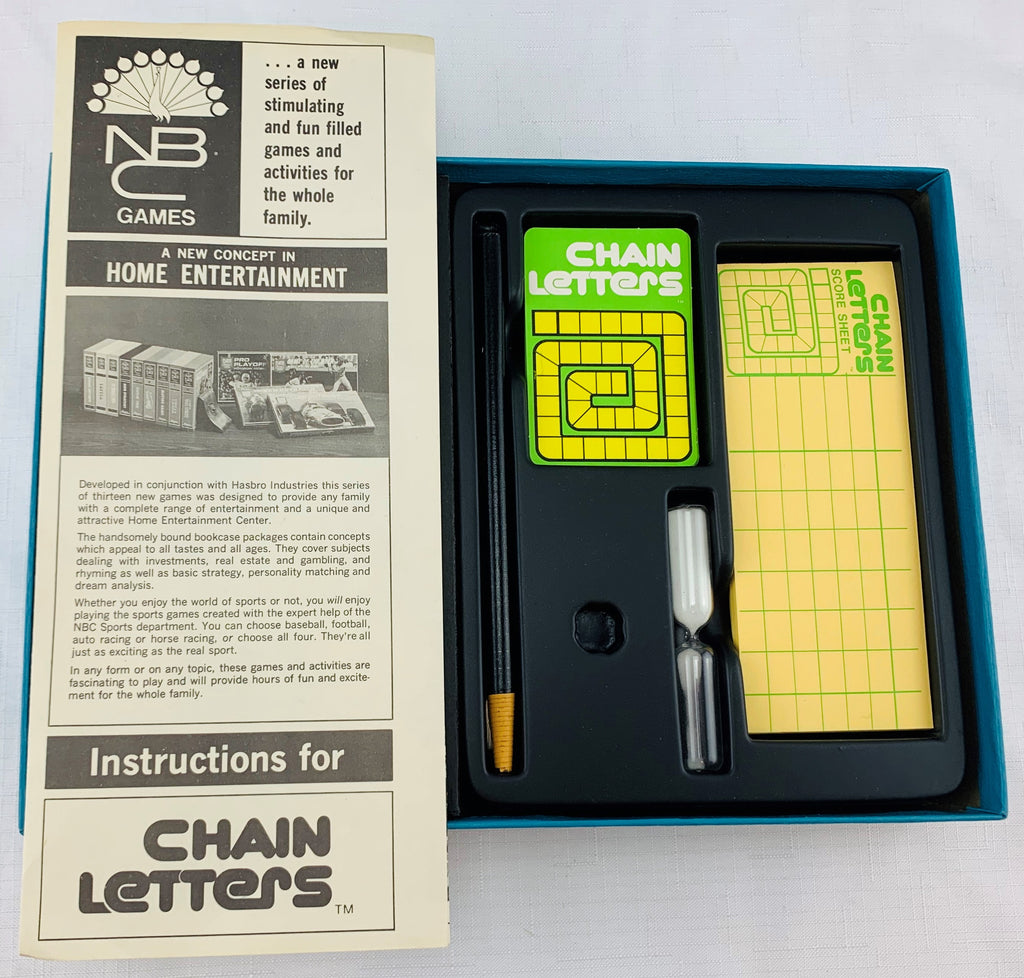 NBC
GAMES
. . . a new
series of
stimulating
and fun filled
games and
activities for
the whole
family.
A NEW CONCEPT IN
HOME ENTERTAINMENT
PRO
PLAYOFF
Developed in conjunction with Hasbro Industries this series
of thirteen new games was designed to provide any family
with a complete range of entertainment and a unique and
attractive Home Entertainment Center.
The handsomely bound bookcase packages contain concepts
which appeal to all tastes and all ages. They cover subjects
dealing with investments, real estate and gambling, and
rhyming as well as basic strategy, personality matching and
dream analysis.
Whether you enjoy the world of sports or not, you will enjoy
playing the sports games created with the expert help of the
NBC Sports department. You can choose baseball, football,
auto racing or horse racing, or choose all four. They're all
just as exciting as the real sport.
In any form or on any topic, these games and activities are
fascinating to play and will provide hours of fun and excite-
ment for the whole family.
Instructions for
CHAIN
LeTTerS TM
CHAIN
LeTTerS TM
CHAIN
LeTTerS TM
SCORE SHEET